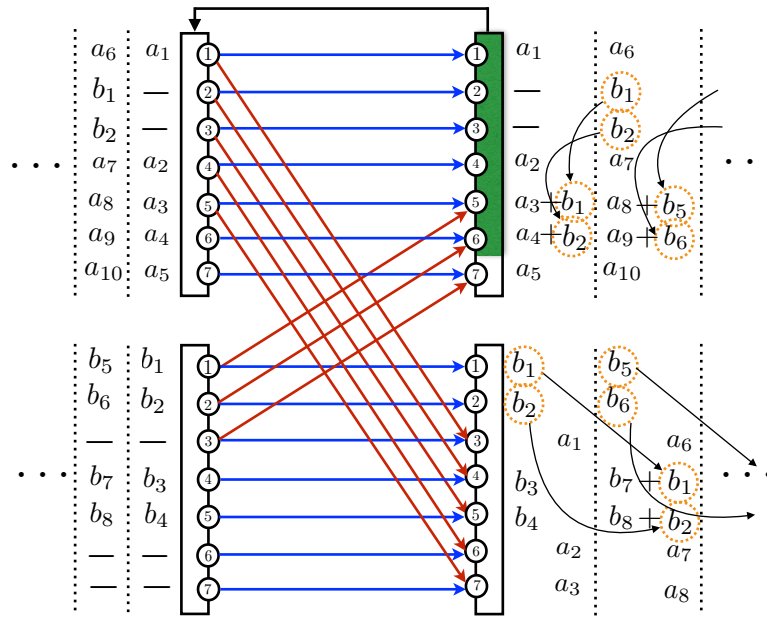 a6 a1 1 1 a1 a6
b1 — 2 2 — b1
b2 — 3 3 — b2
··· a7 a2 4 4 a2 a7 ··
a8 a3 5 5 a3+b1 a8+b5
a9 a4 6 6 a4+b2 a9+b6
a10 a5 7 7 a5 a10
b5 b1 1 1 b1 b5
b6 b2 2 2 b2 b6
— — 3 3 a1 a6
··· b7 b3 4 4 b3 b7+b1 ···
b8 b4 5 5 b4 b8+b2
— — 6 6 a2 a7
— — 7 7 a3 a8